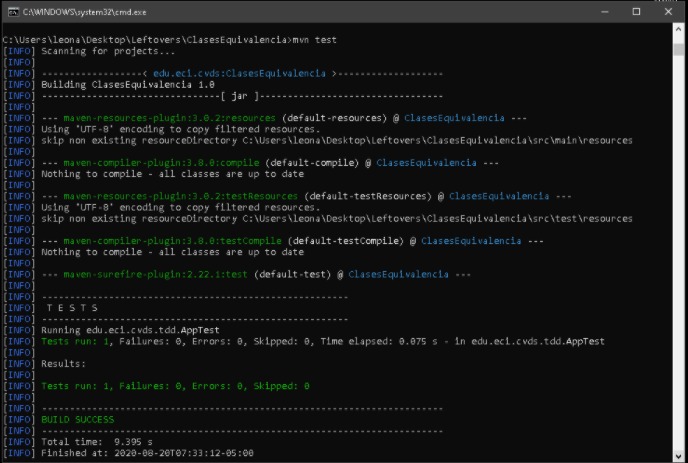 C:\WINDOWS\system32\cmd.exe
C:\Users\leona\Desktop\Leftovers\ClasesEquivalencia>mvn test
[INFO] Scanning for projects...
[INFO]
[INFO] ------------------< edu.eci.cvds:ClasesEquivalencia >-------------------
[INFO] Building ClasesEquivalencia 1.0
[INFO] --------------------------------[ jar ]---------------------------------
[INFO]
[INFO] --- maven-resources-plugin:3.0.2:resources (default-resources) @ ClasesEquivalencia ---
[INFO] Using 'UTF-8' encoding to copy filtered resources.
[INFO] skip non existing resourceDirectory C:\Users\leona\Desktop\Leftovers\ClasesEquivalencia\src\main\resources
[INFO]
[INFO] --- maven-compiler-plugin:3.8.0:compile (default-compile) @ ClasesEquivalencia ---
[INFO] Nothing to compile - all classes are up to date
[INFO]
[INFO] --- maven-resources-plugin:3.0.2:testResources (default-testResources) @ ClasesEquivalencia ---
[INFO] Using 'UTF-8' encoding to copy filtered resources.
[INFO] skip non existing resourceDirectory C:\Users\leona\Desktop\Leftovers\ClasesEquivalencia\src\test\resources
[INFO]
[INFO] --- maven-compiler-plugin:3.8.0:testCompile (default-testCompile) @ ClasesEquivalencia ---
[INFO] Nothing to compile - all classes are up to date
[INFO]
[INFO] --- maven-surefire-plugin:2.22.1:test (default-test) @ ClasesEquivalencia ---
[INFO]
[INFO] -------------------------------------------------------
[INFO]  T E S T S
[INFO] -------------------------------------------------------
[INFO] Running edu.eci.cvds.tdd.AppTest
[INFO] Tests run: 1, Failures: 0, Errors: 0, Skipped: 0, Time elapsed: 0.075 s - in edu.eci.cvds.tdd.AppTest
[INFO]
[INFO] Results:
[INFO]
[INFO] Tests run: 1, Failures: 0, Errors: 0, Skipped: 0
[INFO]
[INFO] ------------------------------------------------------------------------
[INFO] BUILD SUCCESS
[INFO] ------------------------------------------------------------------------
[INFO] Total time:  9.395 s
[INFO] Finished at: 2020-08-20T07:33:12-05:00